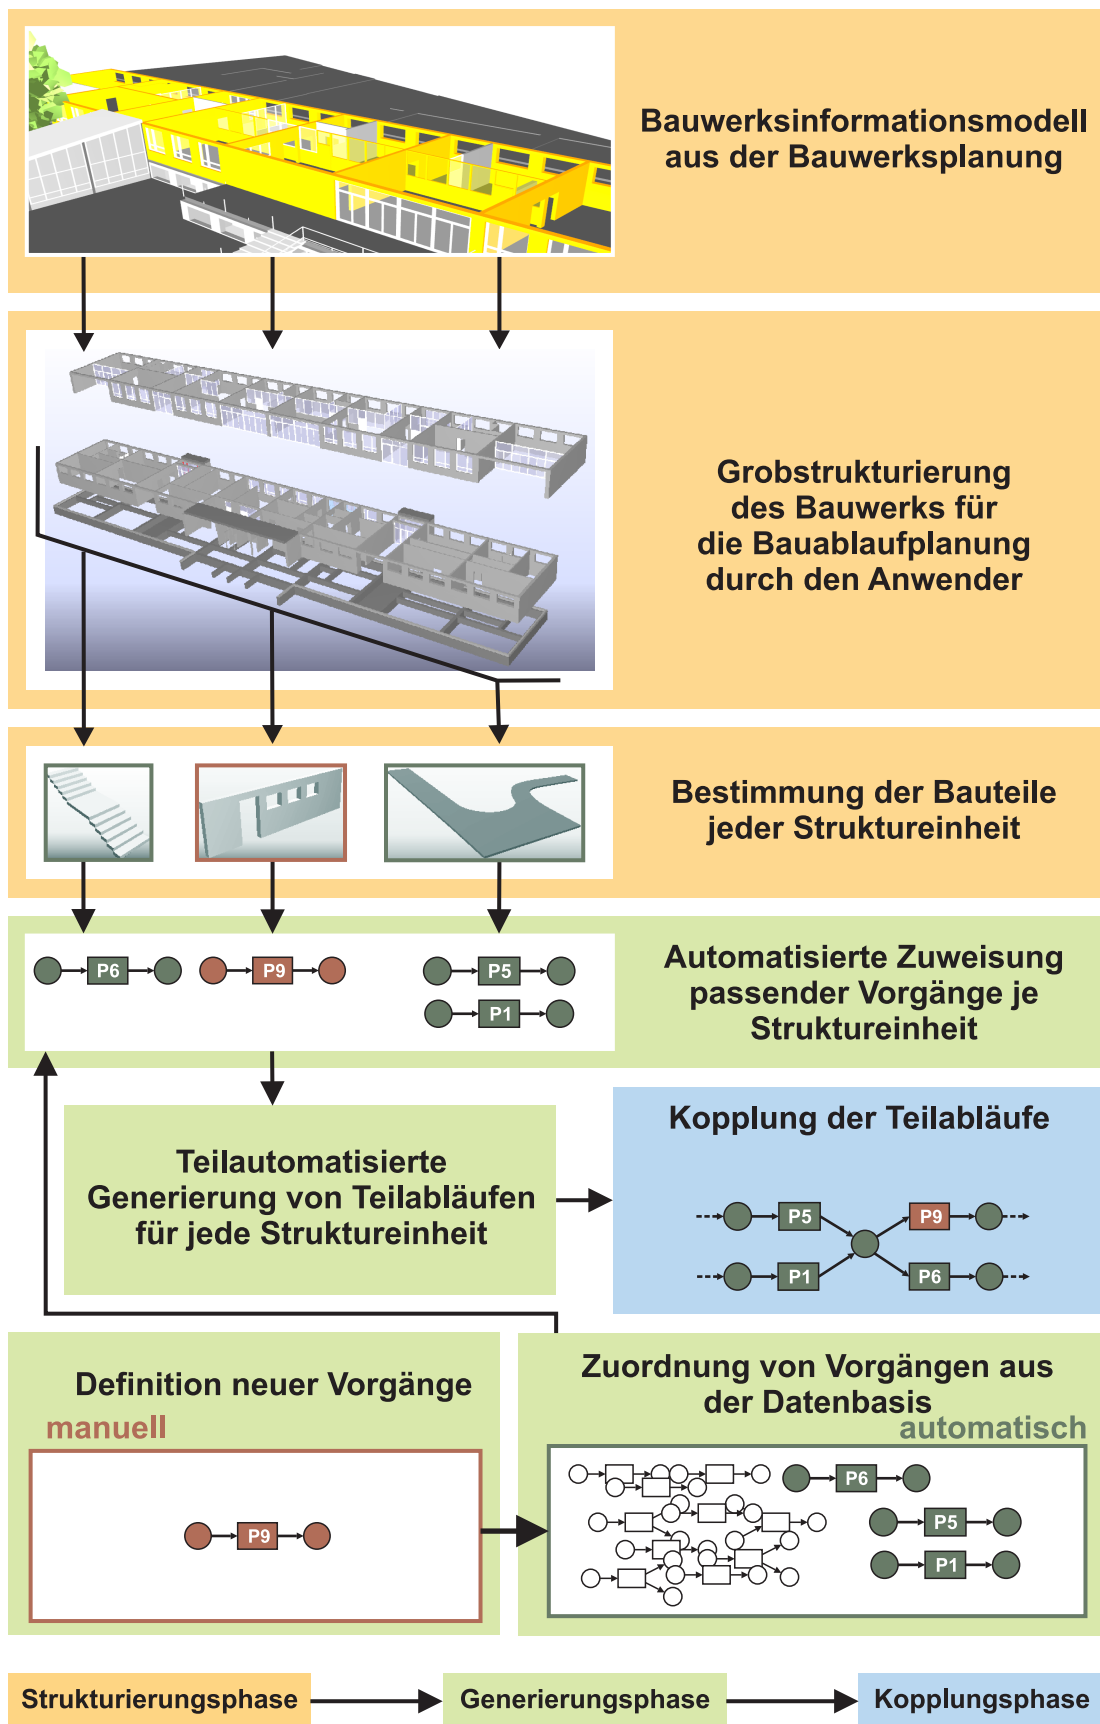 Bauwerksinformationsmodell
aus der Bauwerksplanung
Grobstrukturierung
des Bauwerks für
die Bauablaufplanung
durch den Anwender
Bestimmung der Bauteile
jeder Struktureinheit
P6
P9
P5
P1
Automatisierte Zuweisung
passender Vorgänge je
Struktureinheit
Teilautomatisierte
Generierung von Teilabläufen
für jede Struktureinheit
Kopplung der Teilabläufe
P5
P9
P1
P6
Definition neuer Vorgänge
manuell
P9
Zuordnung von Vorgängen aus
der Datenbasis
automatisch
P6
P5
P1
Strukturierungsphase
Generierungsphase
Kopplungsphase